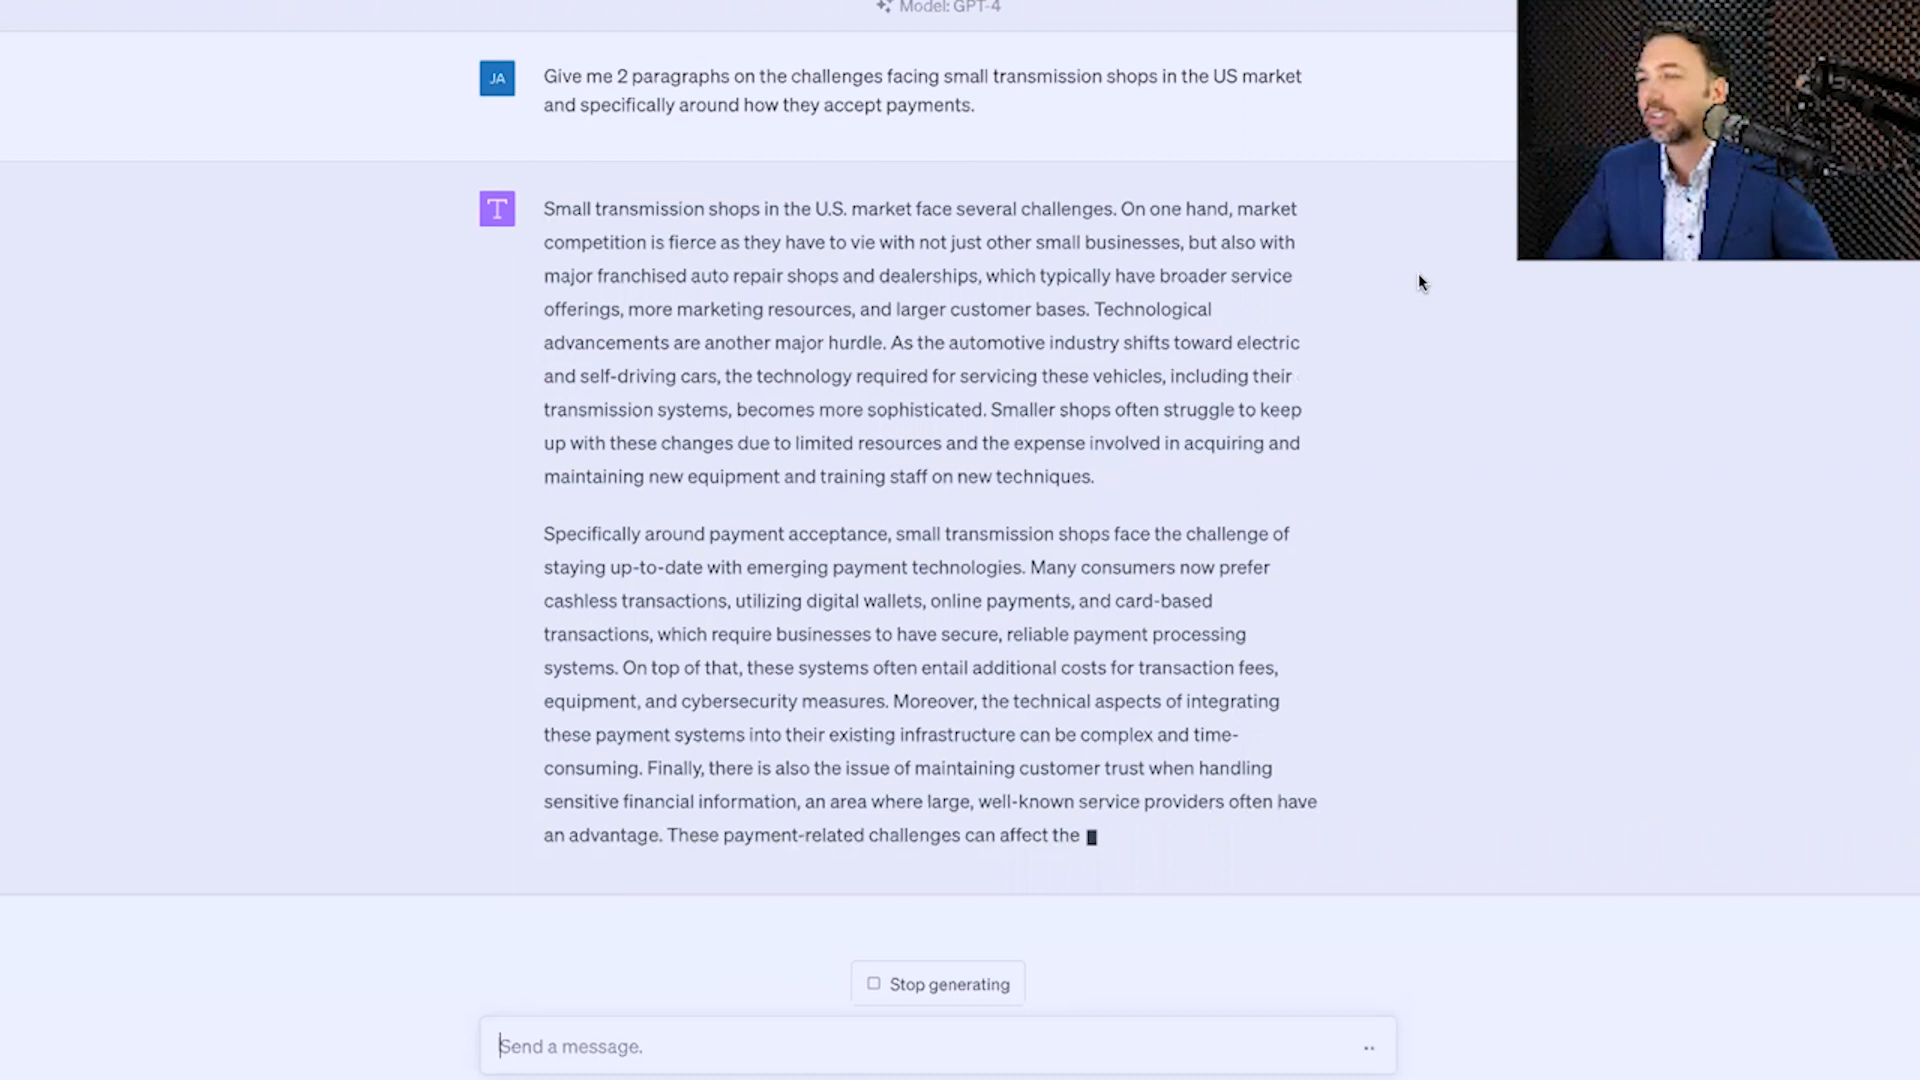 Model: GPT-4
JA
Give me 2 paragraphs on the challenges facing small transmission shops in the US market
and specifically around how they accept payments.
T
Small transmission shops in the U.S. market face several challenges. On one hand, market
competition is fierce as they have to vie with not just other small businesses, but also with
major franchised auto repair shops and dealerships, which typically have broader service
offerings, more marketing resources, and larger customer bases. Technological
advancements are another major hurdle. As the automotive industry shifts toward electric
and self-driving cars, the technology required for servicing these vehicles, including their
transmission systems, becomes more sophisticated. Smaller shops often struggle to keep
up with these changes due to limited resources and the expense involved in acquiring and
maintaining new equipment and training staff on new techniques.
Specifically around payment acceptance, small transmission shops face the challenge of
staying up-to-date with emerging payment technologies. Many consumers now prefer
cashless transactions, utilizing digital wallets, online payments, and card-based
transactions, which require businesses to have secure, reliable payment processing
systems. On top of that, these systems often entail additional costs for transaction fees,
equipment, and cybersecurity measures. Moreover, the technical aspects of integrating
these payment systems into their existing infrastructure can be complex and time-
consuming. Finally, there is also the issue of maintaining customer trust when handling
sensitive financial information, an area where large, well-known service providers often have
an advantage. These payment-related challenges can affect the
Stop generating
Send a message.